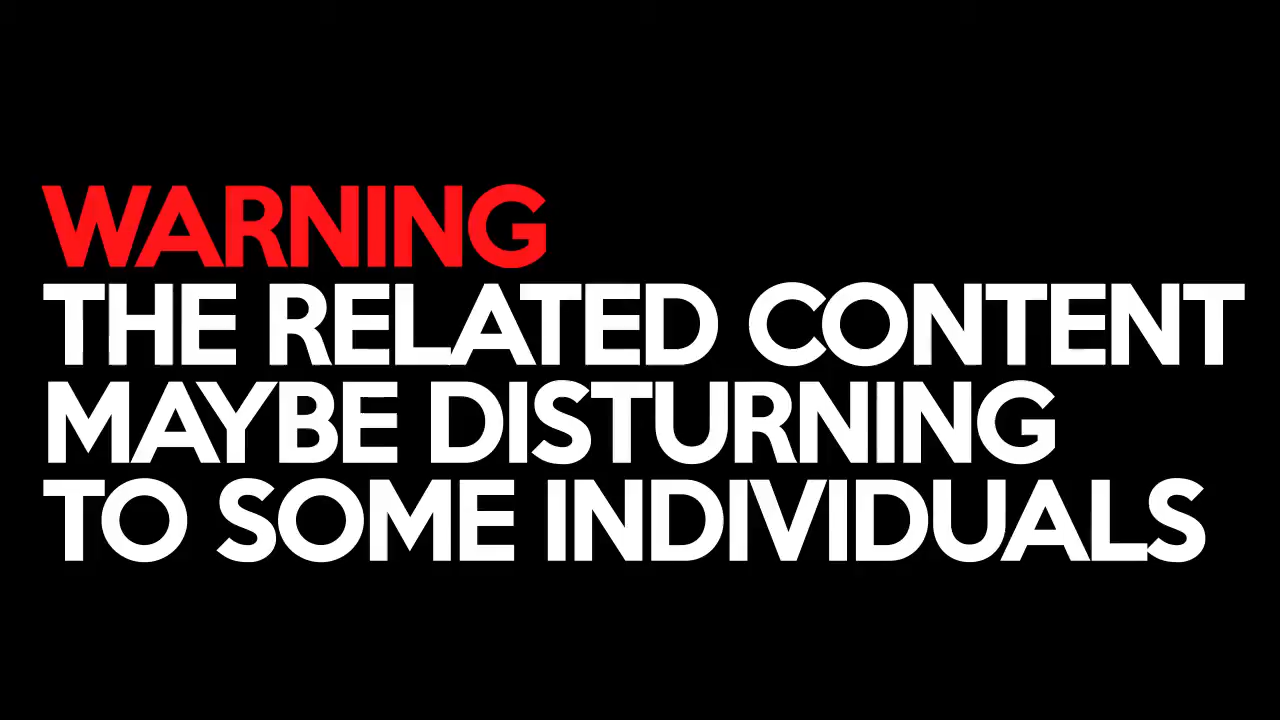 WARNING
THE RELATED CONTENT
MAYBE DISTURNING
TO SOME INDIVIDUALS